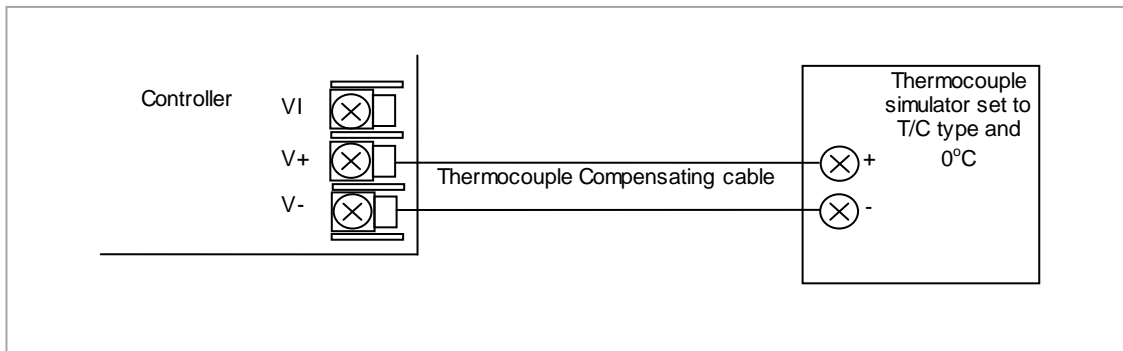 Controller
VI
V+
V-
Thermocouple Compensating cable
+
-
Thermocouple
simulator set to
T/C type and
0°C